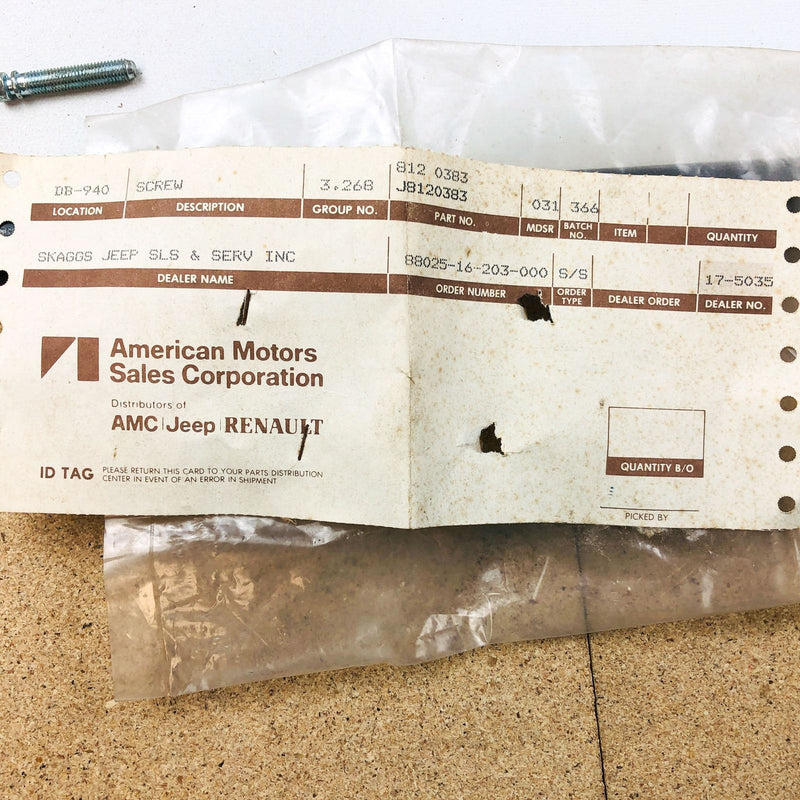 812 0383
DB-940 SCREW 3.268 J8120383 031 366
LOCATION DESCRIPTION GROUP NO. PART NO. MDSR BATCH NO. ITEM QUANTITY
SKAGGS JEEP SLS & SERV INC 88025-16-203-000 S/S 17-5035
DEALER NAME ORDER NUMBER ORDER TYPE DEALER ORDER DEALER NO.
American Motors
Sales Corporation
Distributors of
AMC | Jeep | RENAULT
ID TAG PLEASE RETURN THIS CARD TO YOUR PARTS DISTRIBUTION
CENTER IN EVENT OF AN ERROR IN SHIPMENT
QUANTITY B/O
PICKED BY